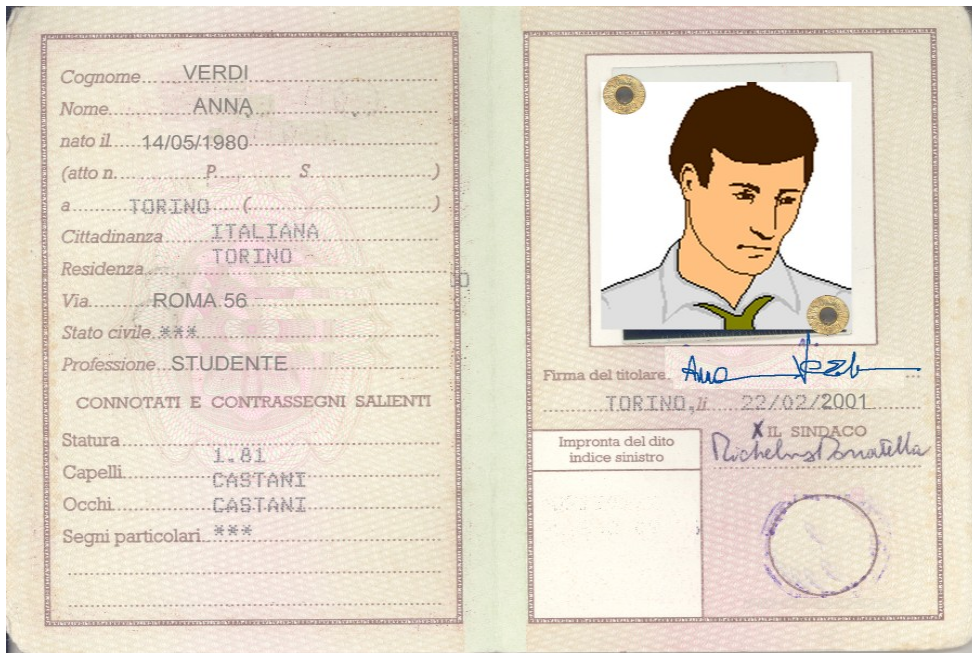 Cognome VERDI
Nome ANNA
nato il 14/05/1980
(atto n. P. S. )
a TORINO ( )
Cittadinanza ITALIANA
Residenza TORINO
Via ROMA 56
Stato civile ***
Professione STUDENTE
CONNOTATI E CONTRASSEGNI SALIENTI
Statura 1.81
Capelli CASTANI
Occhi CASTANI
Segni particolari ***
Firma del titolare
TORINO, li 22/02/2001
X IL SINDACO
Impronta del dito
indice sinistro